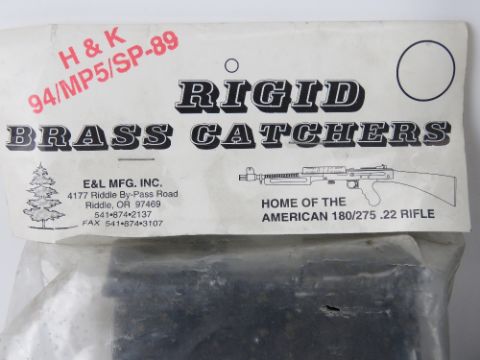 H & K
94/MP5/SP-89
RIGID
BRASS CATCHERS
E&L MFG. INC.
4177 Riddle By-Pass Road
Riddle, OR 97469
541•874•2137
FAX 541•874•3107
HOME OF THE
AMERICAN 180/275 .22 RIFLE